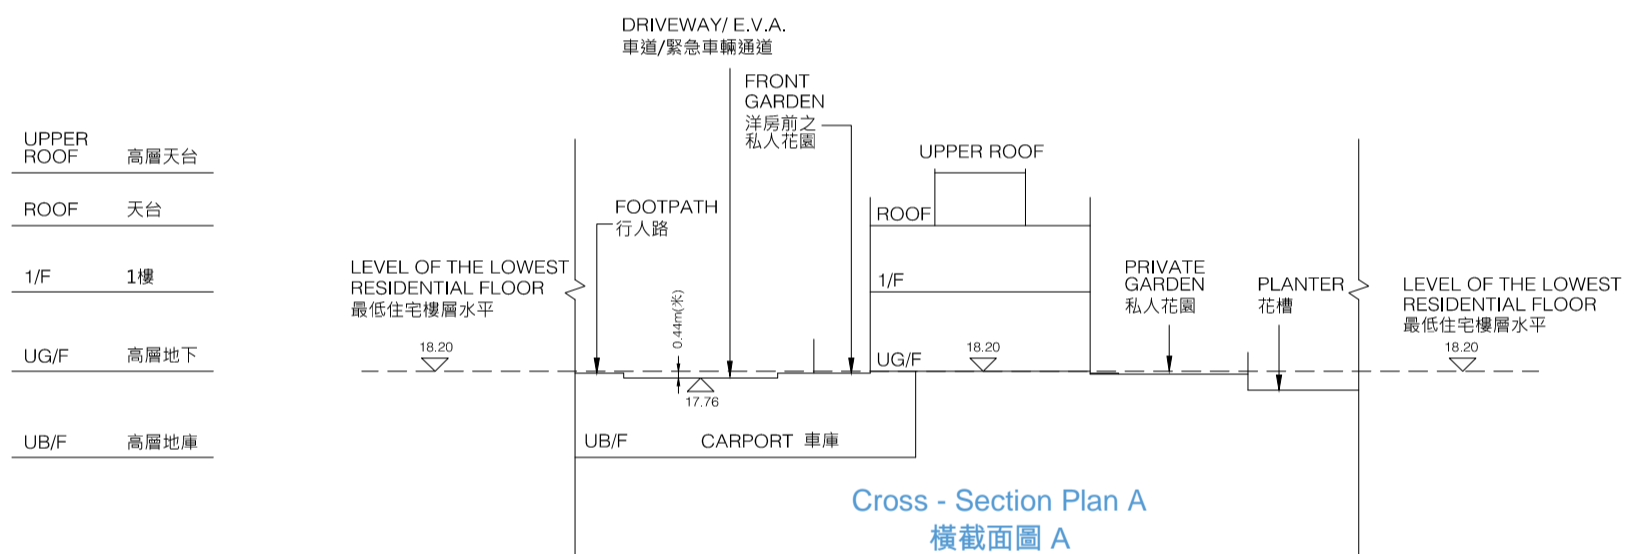 DRIVEWAY/ E.V.A.
車道/緊急車輛通道
FRONT
GARDEN
洋房前之
私人花園
UPPER
ROOF 高層天台
UPPER ROOF
ROOF 天台
FOOTPATH
行人路
ROOF
1/F 1樓
LEVEL OF THE LOWEST
RESIDENTIAL FLOOR
最低住宅樓層水平
18.20
0.44m(米)
1/F
PRIVATE
GARDEN
私人花園
PLANTER
花槽
LEVEL OF THE LOWEST
RESIDENTIAL FLOOR
最低住宅樓層水平
18.20
UG/F 高層地下
UG/F
18.20
17.76
UB/F 高層地庫
UB/F
CARPORT 車庫
Cross - Section Plan A
橫截面圖 A